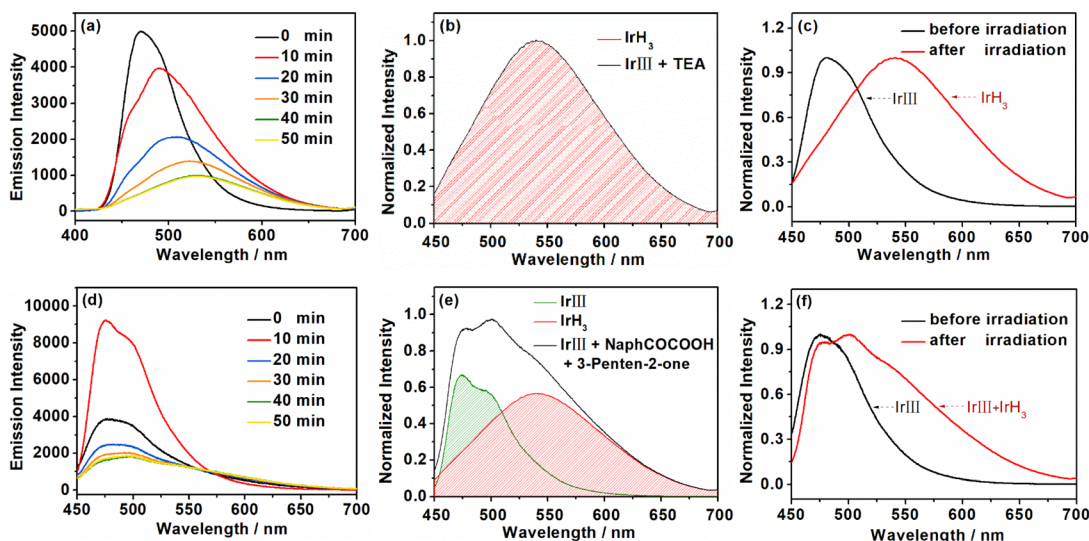 (a)
0 min
10 min
20 min
30 min
40 min
50 min
Emission Intensity
5000
4000
3000
2000
1000
0
400 500 600 700
Wavelength / nm
(b)
IrH₃
IrⅢ + TEA
Normalized Intensity
1.0
0.8
0.6
0.4
0.2
0.0
450 500 550 600 650 700
Wavelength / nm
(c)
before irradiation
after irradiation
IrⅢ
IrH₃
Normalized Intensity
1.2
0.9
0.6
0.3
0.0
450 500 550 600 650 700
Wavelength / nm
(d)
0 min
10 min
20 min
30 min
40 min
50 min
Emission Intensity
10000
8000
6000
4000
2000
0
450 500 550 600 650 700
Wavelength / nm
(e)
IrⅢ
IrH₃
IrⅢ + NaphCOCOOH
+ 3-Penten-2-one
Normalized Intensity
1.0
0.8
0.6
0.4
0.2
0.0
450 500 550 600 650 700
Wavelength / nm
(f)
before irradiation
after irradiation
IrⅢ
IrⅢ+IrH₃
Normalized Intensity
1.2
0.9
0.6
0.3
0.0
450 500 550 600 650 700
Wavelength / nm